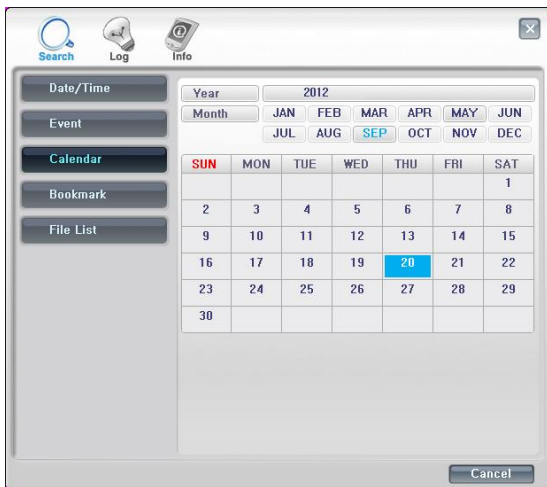 Search Log Info
Date/Time
Event
Calendar
Bookmark
File List
Year 2012
Month JAN FEB MAR APR MAY JUN
JUL AUG SEP OCT NOV DEC
SUN MON TUE WED THU FRI SAT
1
2 3 4 5 6 7 8
9 10 11 12 13 14 15
16 17 18 19 20 21 22
23 24 25 26 27 28 29
30
Cancel